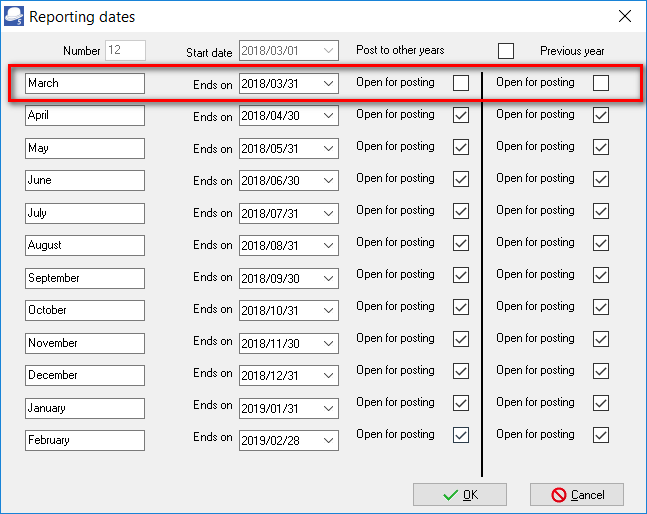 Reporting dates
Number 12 Start date 2018/03/01 Post to other years Previous year
March Ends on 2018/03/31 Open for posting Open for posting
April Ends on 2018/04/30 Open for posting Open for posting
May Ends on 2018/05/31 Open for posting Open for posting
June Ends on 2018/06/30 Open for posting Open for posting
July Ends on 2018/07/31 Open for posting Open for posting
August Ends on 2018/08/31 Open for posting Open for posting
September Ends on 2018/09/30 Open for posting Open for posting
October Ends on 2018/10/31 Open for posting Open for posting
November Ends on 2018/11/30 Open for posting Open for posting
December Ends on 2018/12/31 Open for posting Open for posting
January Ends on 2019/01/31 Open for posting Open for posting
February Ends on 2019/02/28 Open for posting Open for posting
OK Cancel